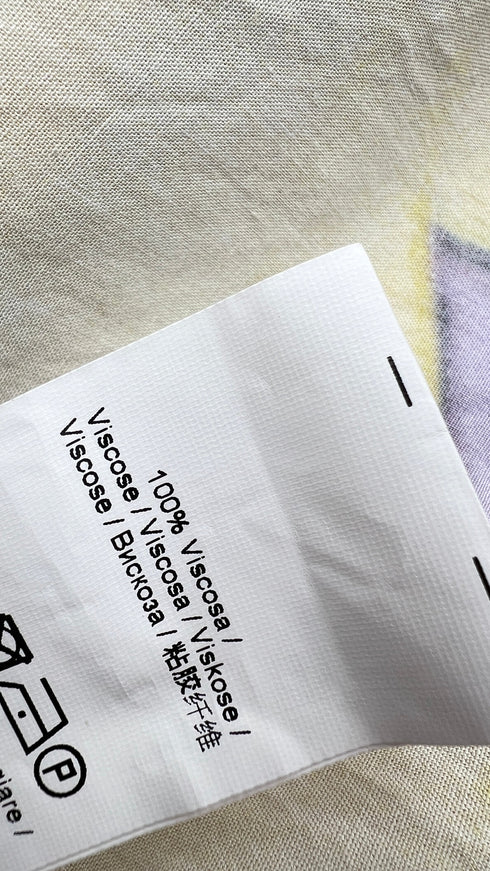 100% Viscosa /
Viscose / Viscosa / Viskose /
Viscose / Вискоза / 粘胶纤维
P